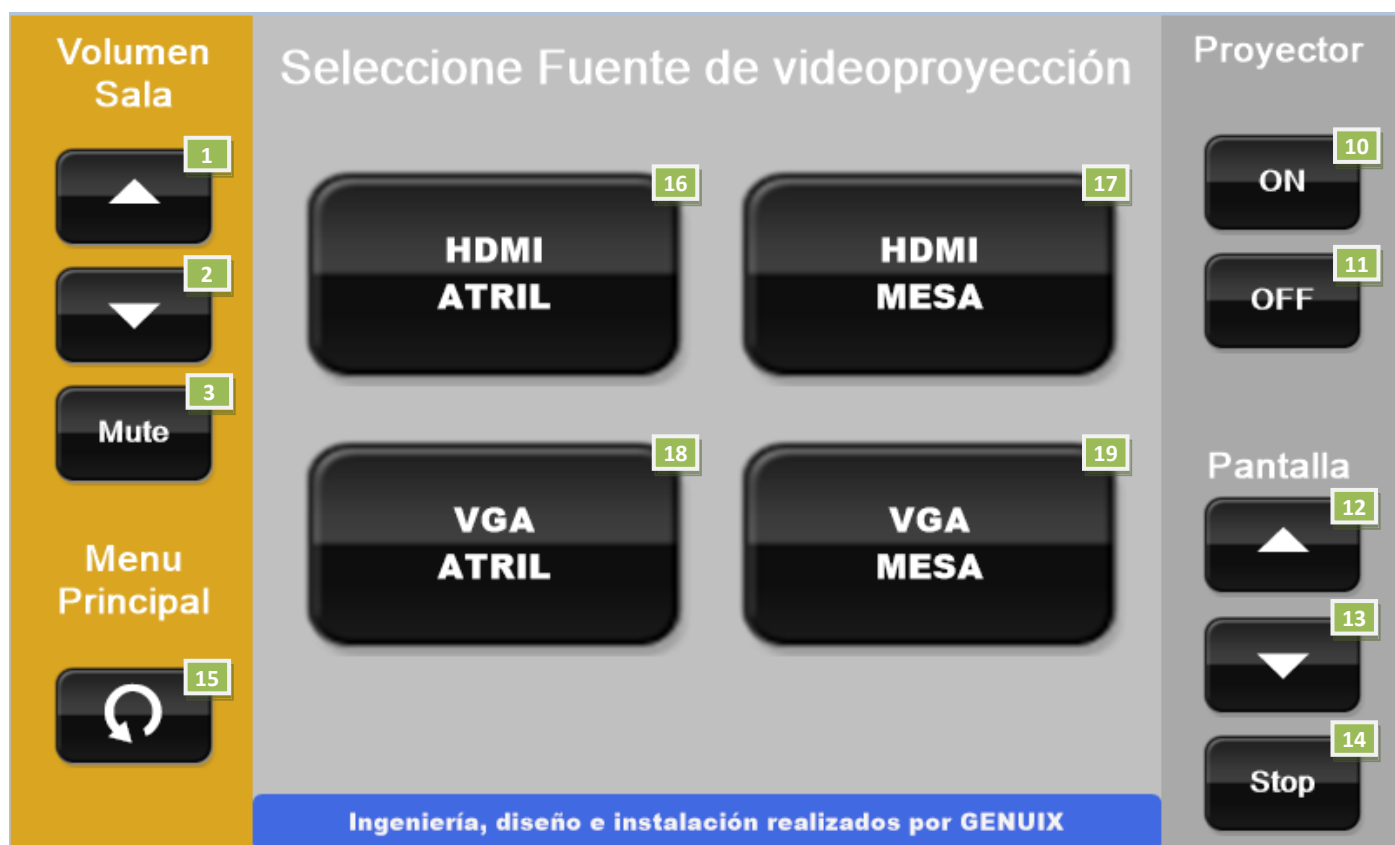 Volumen
Sala
1
2
3
Mute
Menu
Principal
15
Seleccione Fuente de videoproyección
16
HDMI
ATRIL
17
HDMI
MESA
18
VGA
ATRIL
19
VGA
MESA
Ingeniería, diseño e instalación realizados por GENUIX
Proyector
10
ON
11
OFF
Pantalla
12
13
14
Stop